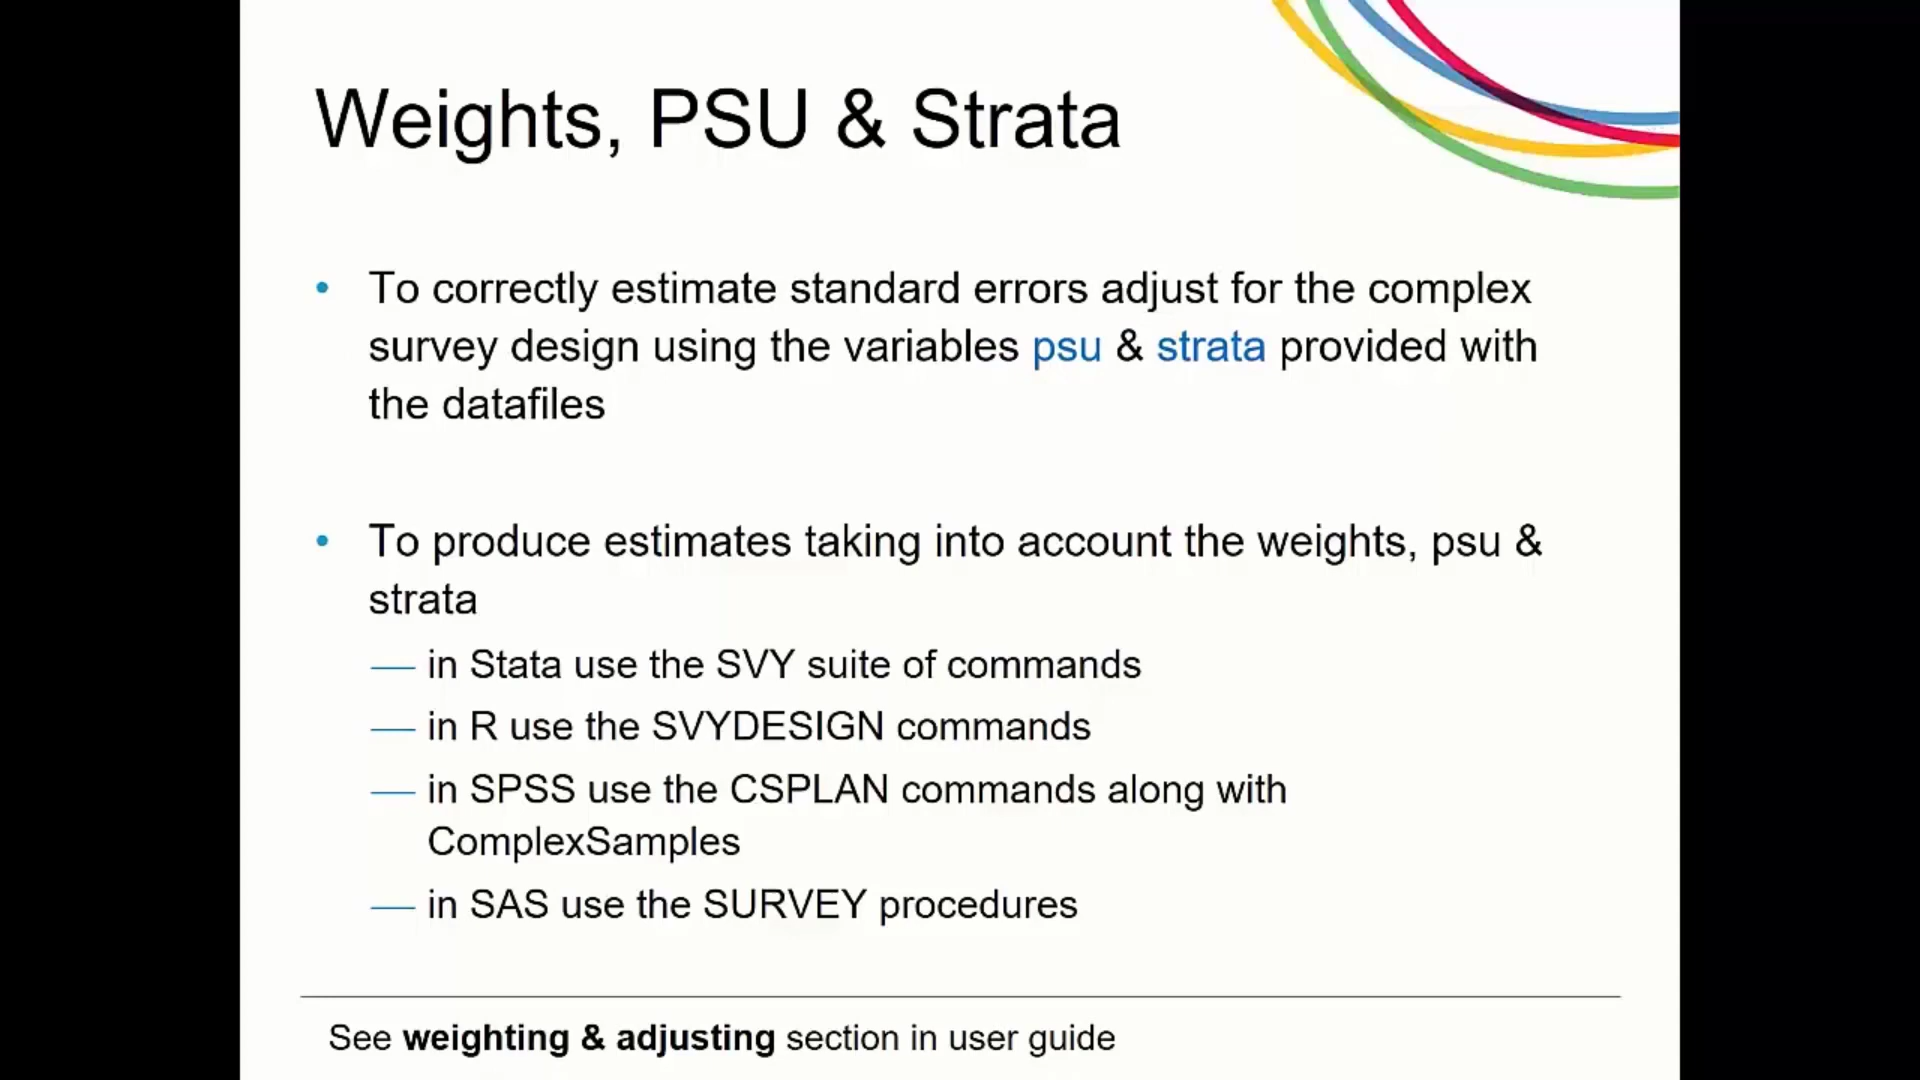 Weights, PSU & Strata
• To correctly estimate standard errors adjust for the complex
survey design using the variables psu & strata provided with
the datafiles
• To produce estimates taking into account the weights, psu &
strata
— in Stata use the SVY suite of commands
— in R use the SVYDESIGN commands
— in SPSS use the CSPLAN commands along with
ComplexSamples
— in SAS use the SURVEY procedures
See weighting & adjusting section in user guide